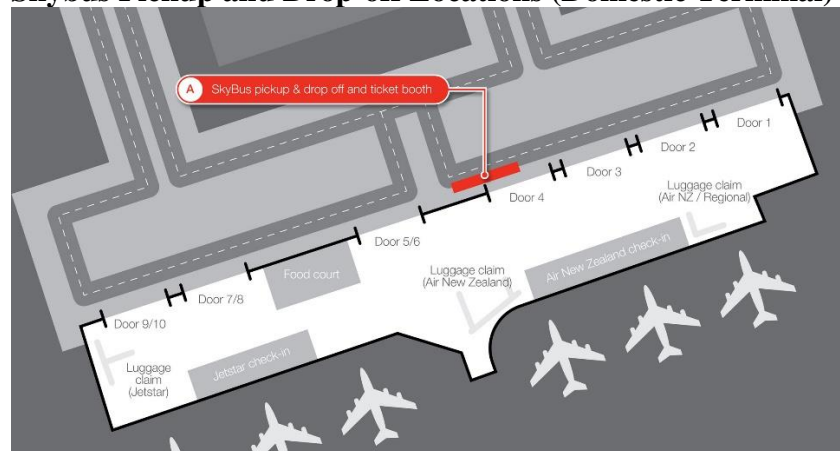 Skybus Pickup and Drop-off Locations (Domestic Terminal)
A SkyBus pickup & drop off and ticket booth
Door 1
Door 2
Door 3
Door 4
Luggage claim
(Air NZ / Regional)
Door 5/6
Air New Zealand check-in
Luggage claim
(Air New Zealand)
Food court
Door 7/8
Door 9/10
Jetstar check-in
Luggage
claim
(Jetstar)